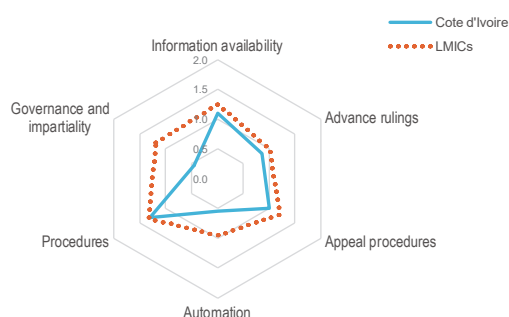 Cote d'Ivoire
LMICs
Information availability
2.0
1.5
1.0
0.5
0.0
Governance and
impartiality
Advance rulings
Procedures
Appeal procedures
Automation